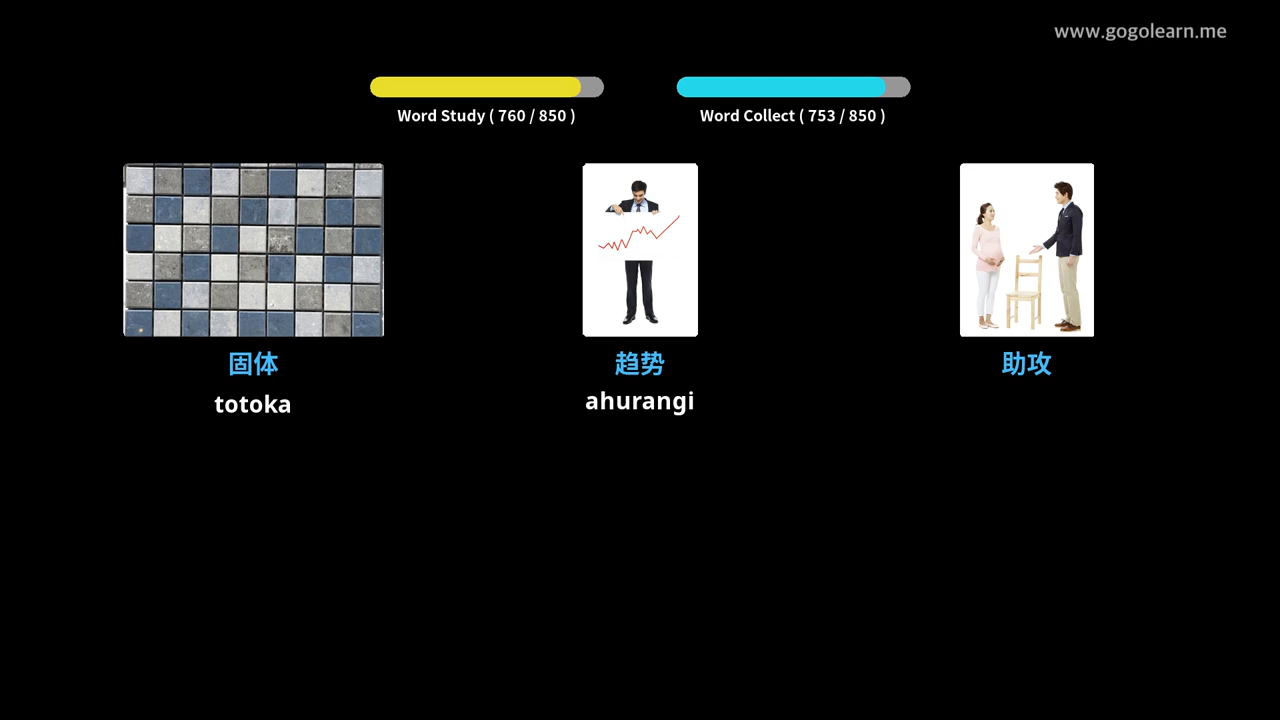 www.gogolearn.me
Word Study ( 760 / 850 )
Word Collect ( 753 / 850 )
固体
趋势
助攻
totoka
ahurangi